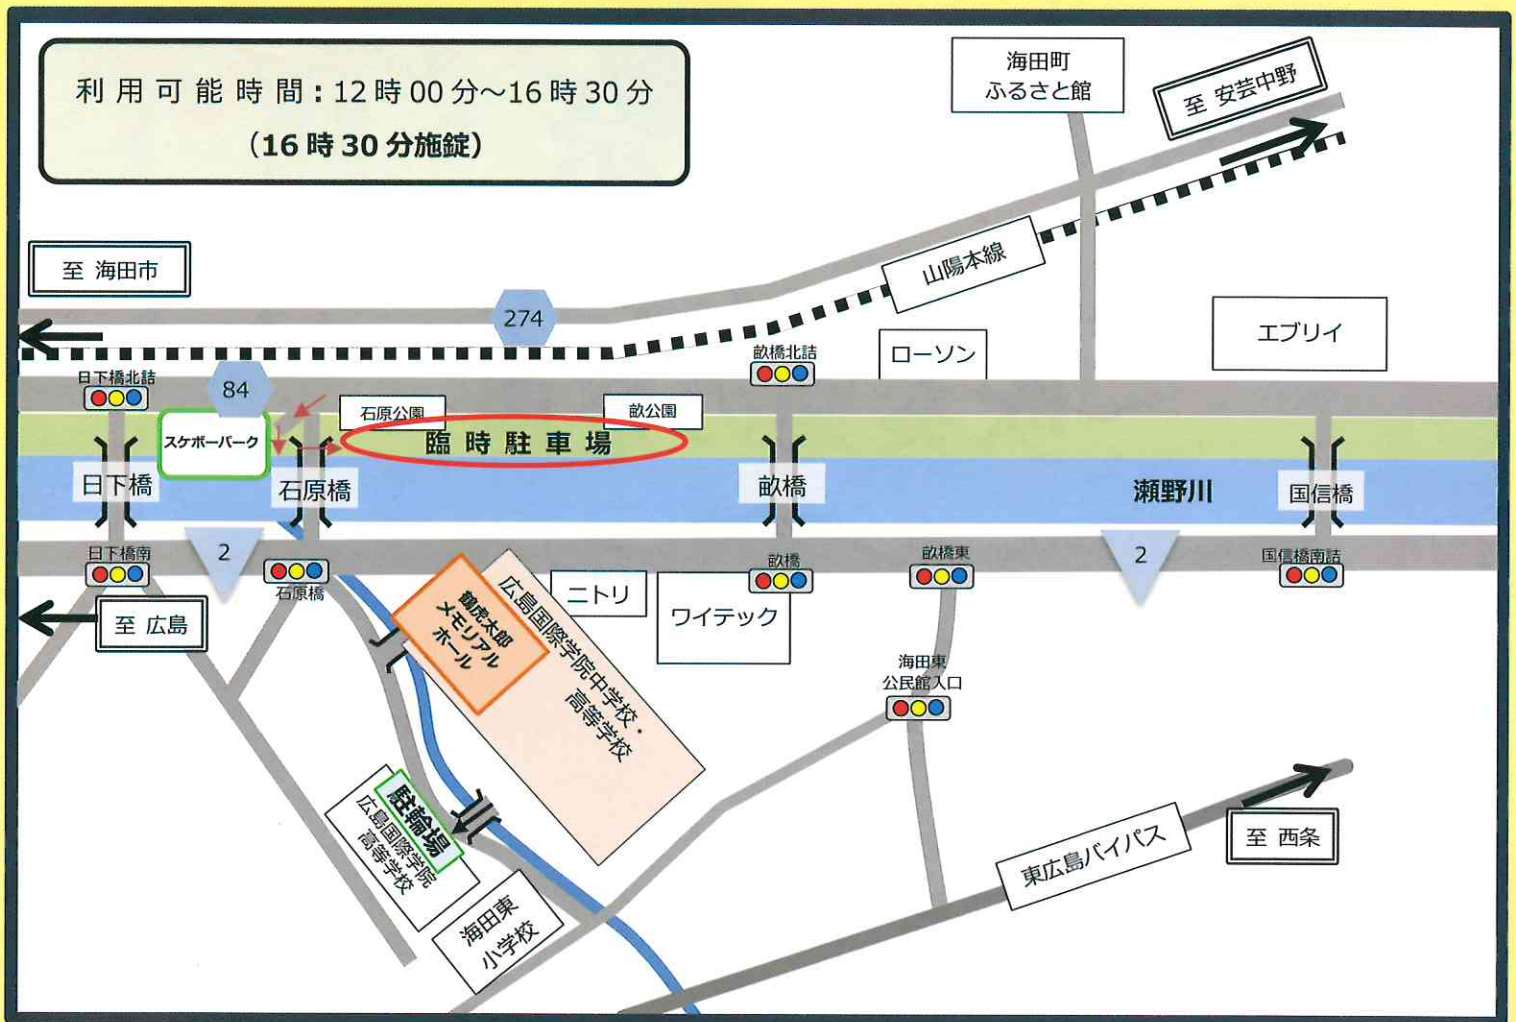 利用可能時間：12時00分～16時30分
（16時30分施錠）
海田町
ふるさと館
至 安芸中野
至 海田市
274
山陽本線
エブリイ
ローソン
畝橋北詰
日下橋北詰
84
石原公園
畝公園
スケボーパーク
臨時駐車場
日下橋
石原橋
畝橋
瀬野川
国信橋
日下橋南
2
石原橋
畝橋
畝橋東
2
国信橋南詰
至 広島
鶴虎太郎
メモリアル
ホール
広島国際学院中学校・
高等学校
ニトリ
ワイテック
海田東
公民館入口
駐輪場
広島国際学院
高等学校
海田東
小学校
東広島バイパス
至 西条